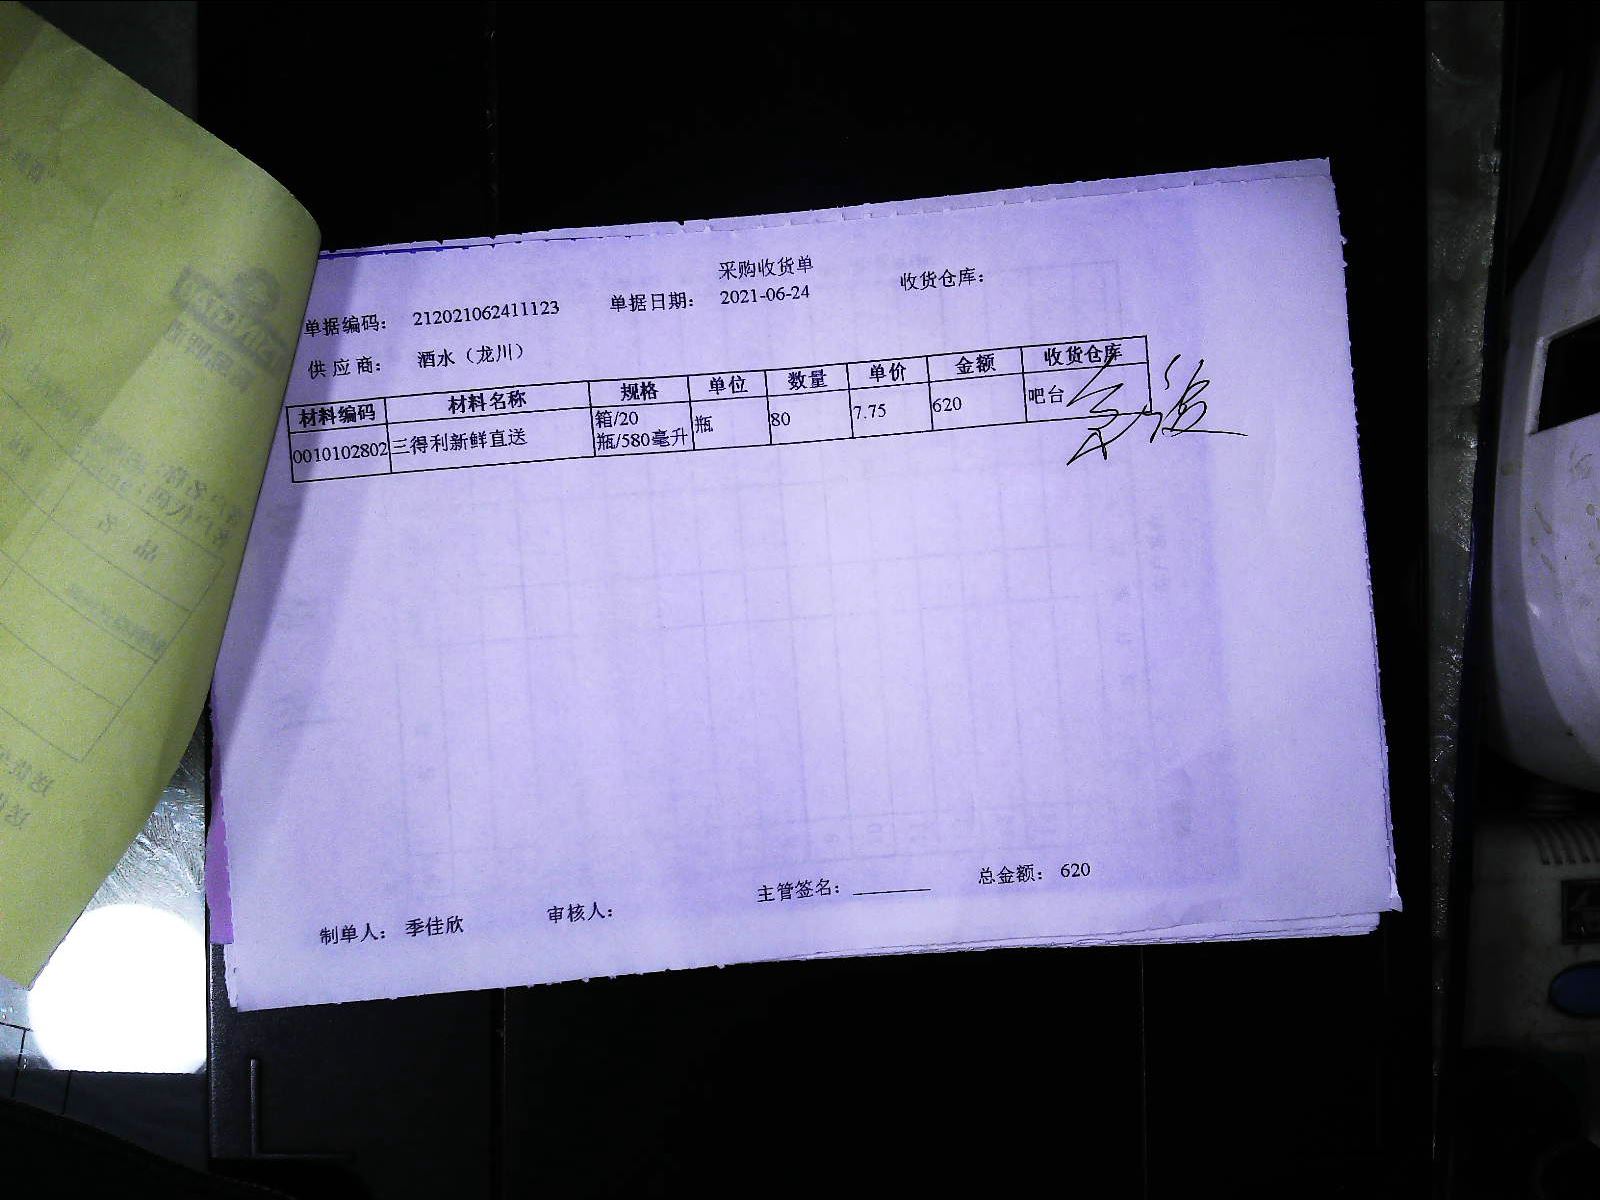 采购收货单
单据编码： 212021062411123 单据日期： 2021-06-24 收货仓库：
供应商： 酒水（龙川）
材料编码 材料名称 规格 单位 数量 单价 金额 收货仓库
0010102802 三得利新鲜直送 箱/20 瓶 80 7.75 620 吧台
瓶/580毫升
制单人： 季佳欣 审核人： 主管签名： 总金额： 620
品 名